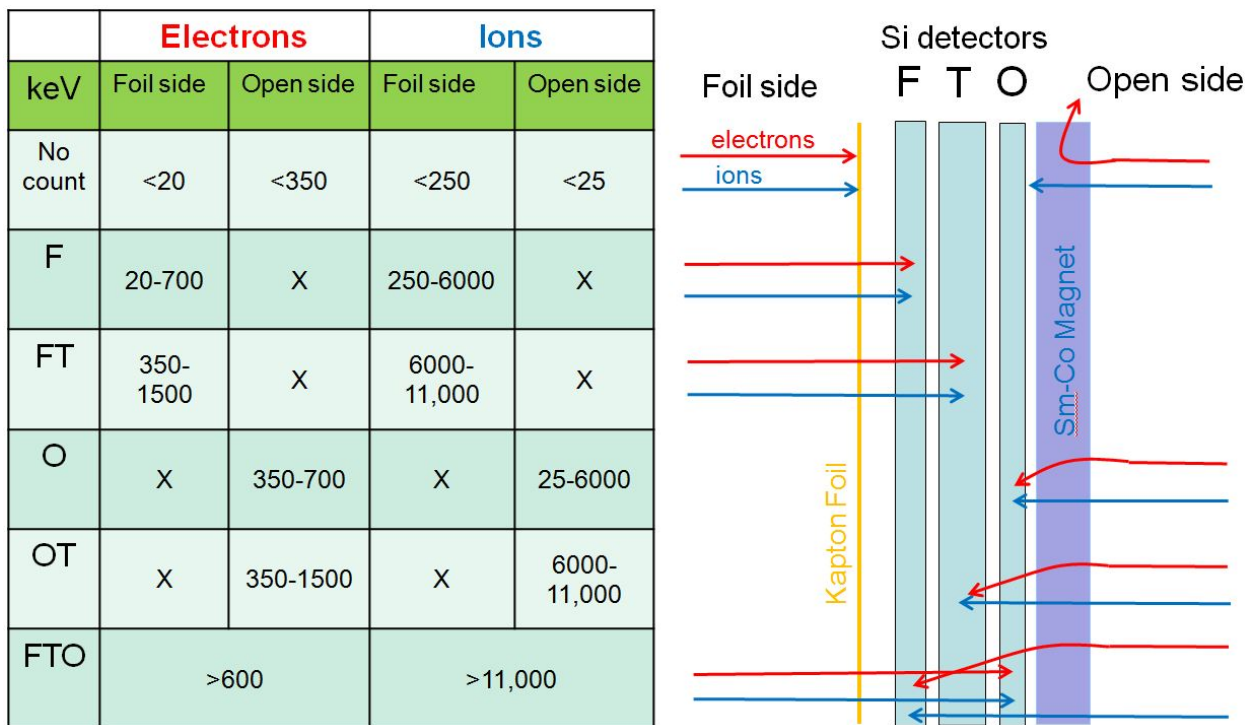 Electrons Ions
keV Foil side Open side Foil side Open side
No
count <20 <350 <250 <25
F 20-700 X 250-6000 X
FT 350-
1500 X 6000-
11,000 X
O X 350-700 X 25-6000
OT X 350-1500 X 6000-
11,000
FTO >600 >11,000
Si detectors
Foil side F T O Open side
electrons
ions
Kapton Foil
Sm-Co Magnet